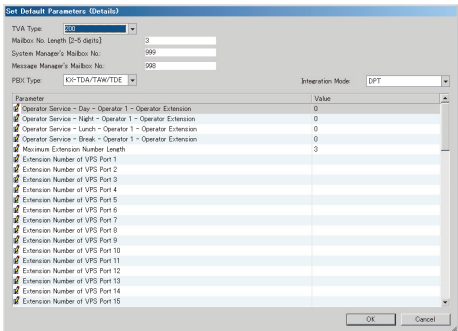 Set Default Parameters (Details)
TVA Type: 200
Mailbox No. Length [2-5 digits] 3
System Manager's Mailbox No.: 999
Message Manager's Mailbox No.: 998
PBX Type: KX-TDA/TAW/TDE Integration Mode: DPT
Parameter Value
Operator Service - Day - Operator 1 - Operator Extension 0
Operator Service - Night - Operator 1 - Operator Extension 0
Operator Service - Lunch - Operator 1 - Operator Extension 0
Operator Service - Break - Operator 1 - Operator Extension 0
Maximum Extension Number Length 3
Extension Number of VPS Port 1
Extension Number of VPS Port 2
Extension Number of VPS Port 3
Extension Number of VPS Port 4
Extension Number of VPS Port 5
Extension Number of VPS Port 6
Extension Number of VPS Port 7
Extension Number of VPS Port 8
Extension Number of VPS Port 9
Extension Number of VPS Port 10
Extension Number of VPS Port 11
Extension Number of VPS Port 12
Extension Number of VPS Port 13
Extension Number of VPS Port 14
Extension Number of VPS Port 15
OK Cancel